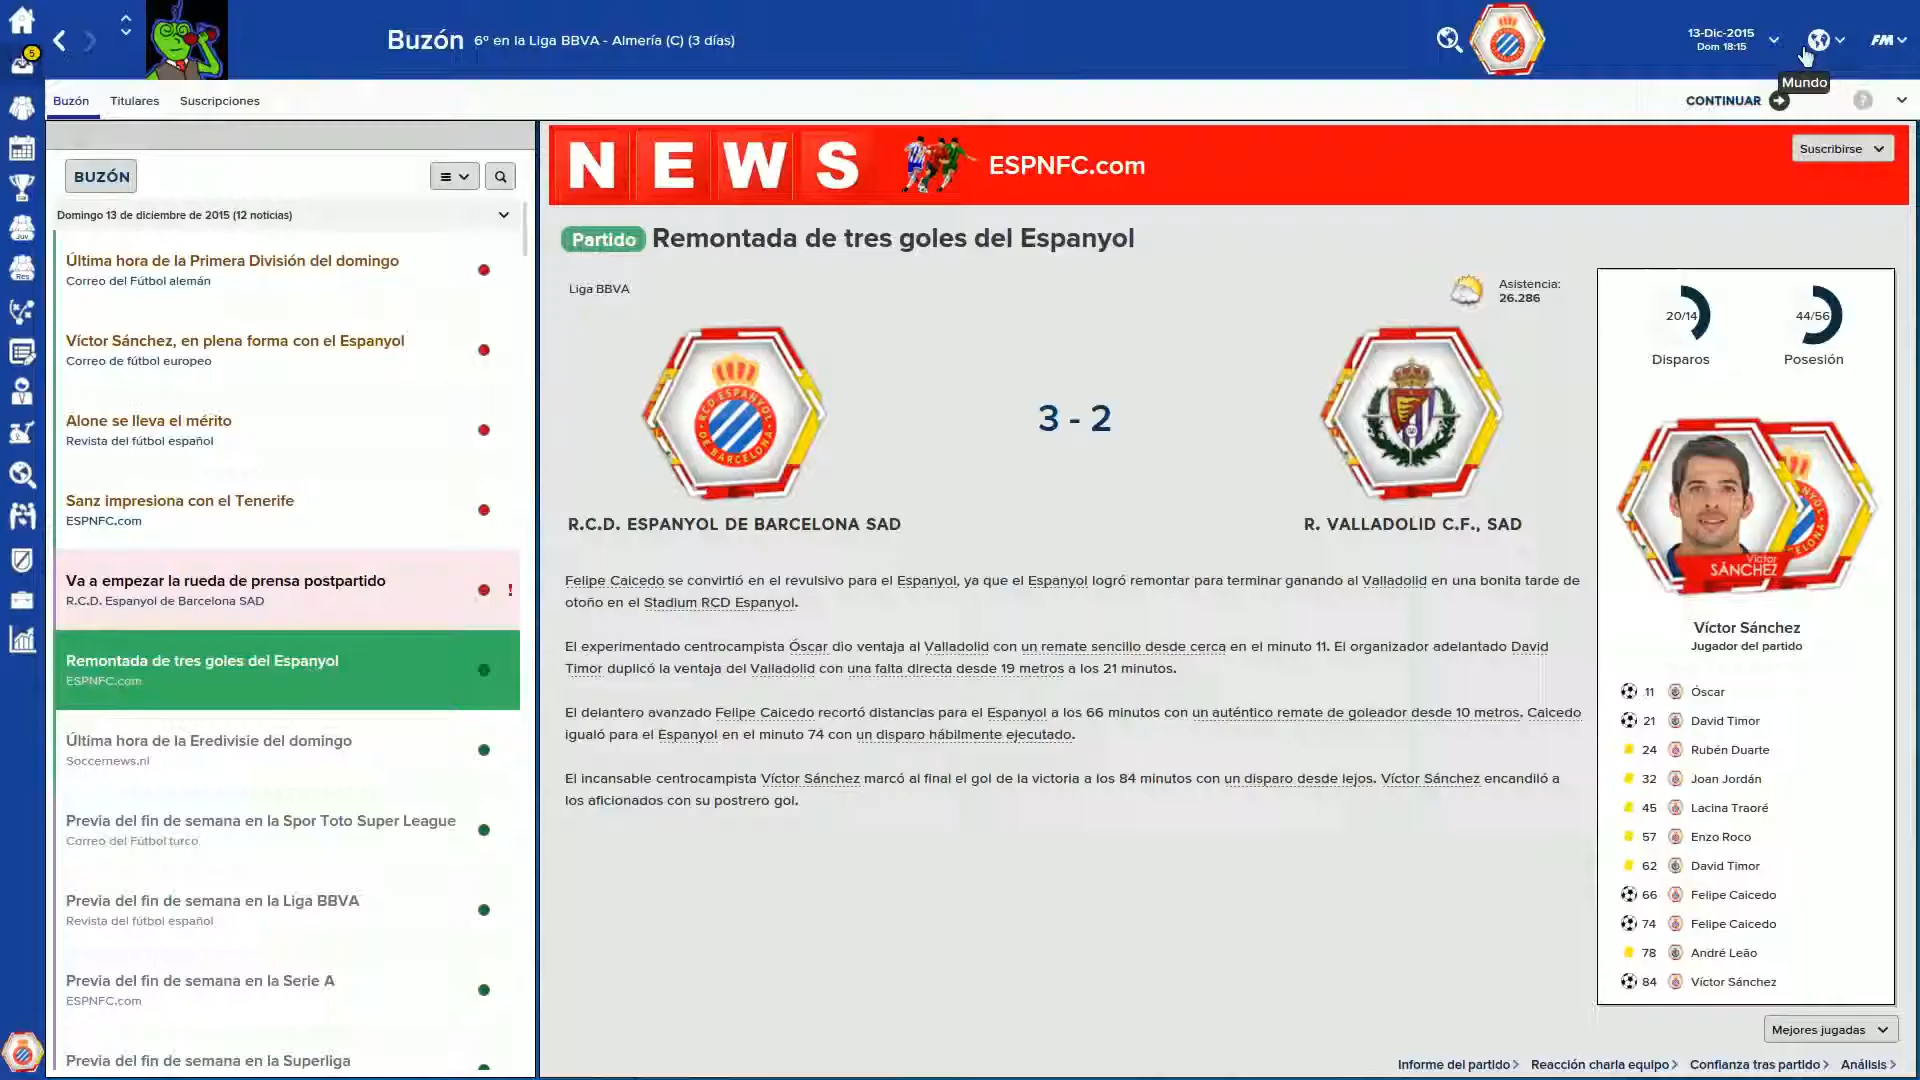 5
Buzón
6º en la Liga BBVA - Almería (C) (3 días)
13-Dic-2015
Dom 18:15
FM
Mundo
Buzón
Titulares
Suscripciones
CONTINUAR
?
BUZÓN
Domingo 13 de diciembre de 2015 (12 noticias)
Última hora de la Primera División del domingo
Correo del Fútbol alemán
Víctor Sánchez, en plena forma con el Espanyol
Correo de fútbol europeo
Alone se lleva el mérito
Revista del fútbol español
Sanz impresiona con el Tenerife
ESPNFC.com
Va a empezar la rueda de prensa postpartido
R.C.D. Espanyol de Barcelona SAD
!
Remontada de tres goles del Espanyol
ESPNFC.com
Última hora de la Eredivisie del domingo
Soccernews.nl
Previa del fin de semana en la Spor Toto Super League
Correo del Fútbol turco
Previa del fin de semana en la Liga BBVA
Revista del fútbol español
Previa del fin de semana en la Serie A
ESPNFC.com
Previa del fin de semana en la Superliga
Juv
Res
NEWS
ESPNFC.com
Suscribirse
Partido
Remontada de tres goles del Espanyol
Liga BBVA
Asistencia:
26.286
RCD ESPANYOL
DE BARCELONA
3 - 2
R.C.D. ESPANYOL DE BARCELONA SAD
R. VALLADOLID C.F., SAD
Felipe Caicedo se convirtió en el revulsivo para el Espanyol, ya que el Espanyol logró remontar para terminar ganando al Valladolid en una bonita tarde de
otoño en el Stadium RCD Espanyol.
El experimentado centrocampista Óscar dio ventaja al Valladolid con un remate sencillo desde cerca en el minuto 11. El organizador adelantado David
Timor duplicó la ventaja del Valladolid con una falta directa desde 19 metros a los 21 minutos.
El delantero avanzado Felipe Caicedo recortó distancias para el Espanyol a los 66 minutos con un auténtico remate de goleador desde 10 metros. Caicedo
igualó para el Espanyol en el minuto 74 con un disparo hábilmente ejecutado.
El incansable centrocampista Víctor Sánchez marcó al final el gol de la victoria a los 84 minutos con un disparo desde lejos. Víctor Sánchez encandiló a
los aficionados con su postrero gol.
20/14
44/56
Disparos
Posesión
Víctor
SÁNCHEZ
Víctor Sánchez
Jugador del partido
11 Óscar
21 David Timor
24 Rubén Duarte
32 Joan Jordán
45 Lacina Traoré
57 Enzo Roco
62 David Timor
66 Felipe Caicedo
74 Felipe Caicedo
78 André Leão
84 Víctor Sánchez
Mejores jugadas
Informe del partido>
Reacción charla equipo>
Confianza tras partido>
Análisis>